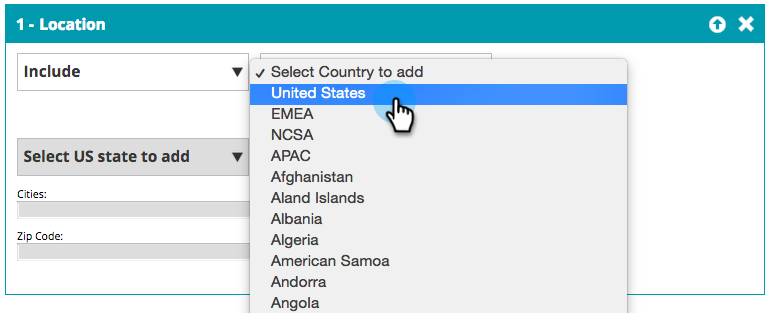 1 - Location
Include
✓ Select Country to add
United States
EMEA
NCSA
APAC
Afghanistan
Aland Islands
Albania
Algeria
American Samoa
Andorra
Angola
Select US state to add
Cities:
Zip Code: